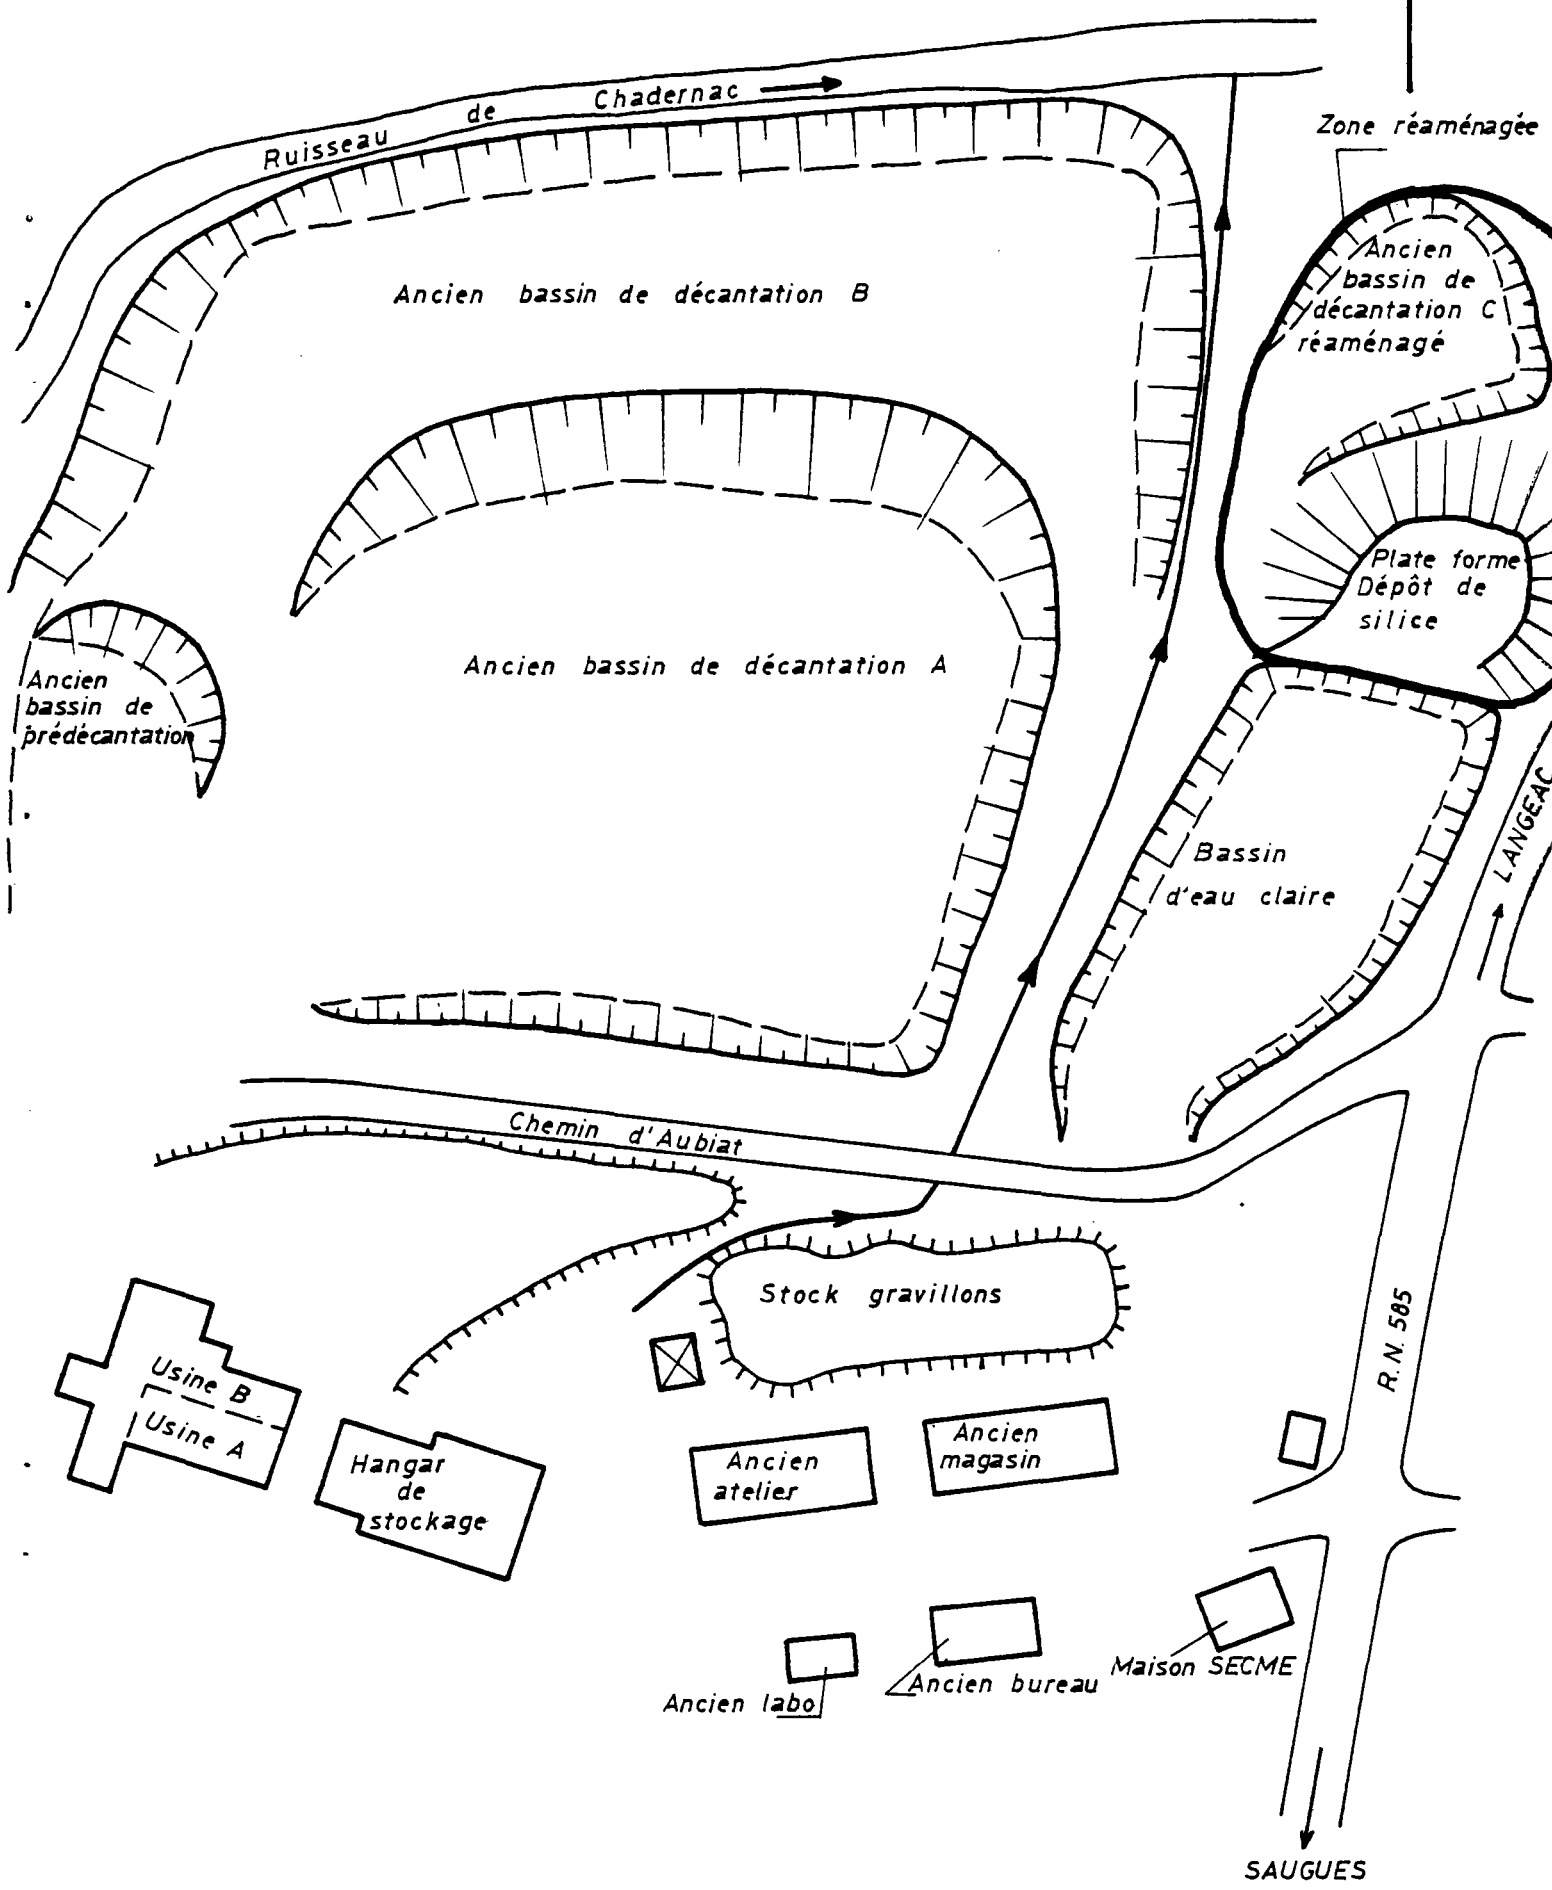 Ruisseau de Chadernac
Zone réaménagée
Ancien
bassin de
décantation C
réaménagé
Ancien bassin de décantation B
Plate forme
Dépôt de
silice
Ancien bassin de décantation A
Ancien
bassin de
prédécantation
LANGEAC
Bassin
d'eau claire
Chemin d'Aubiat
Stock gravillons
R.N. 585
Usine B
Usine A
Hangar
de
stockage
Ancien
atelier
Ancien
magasin
Maison SECME
Ancien bureau
Ancien labo
SAUGUES